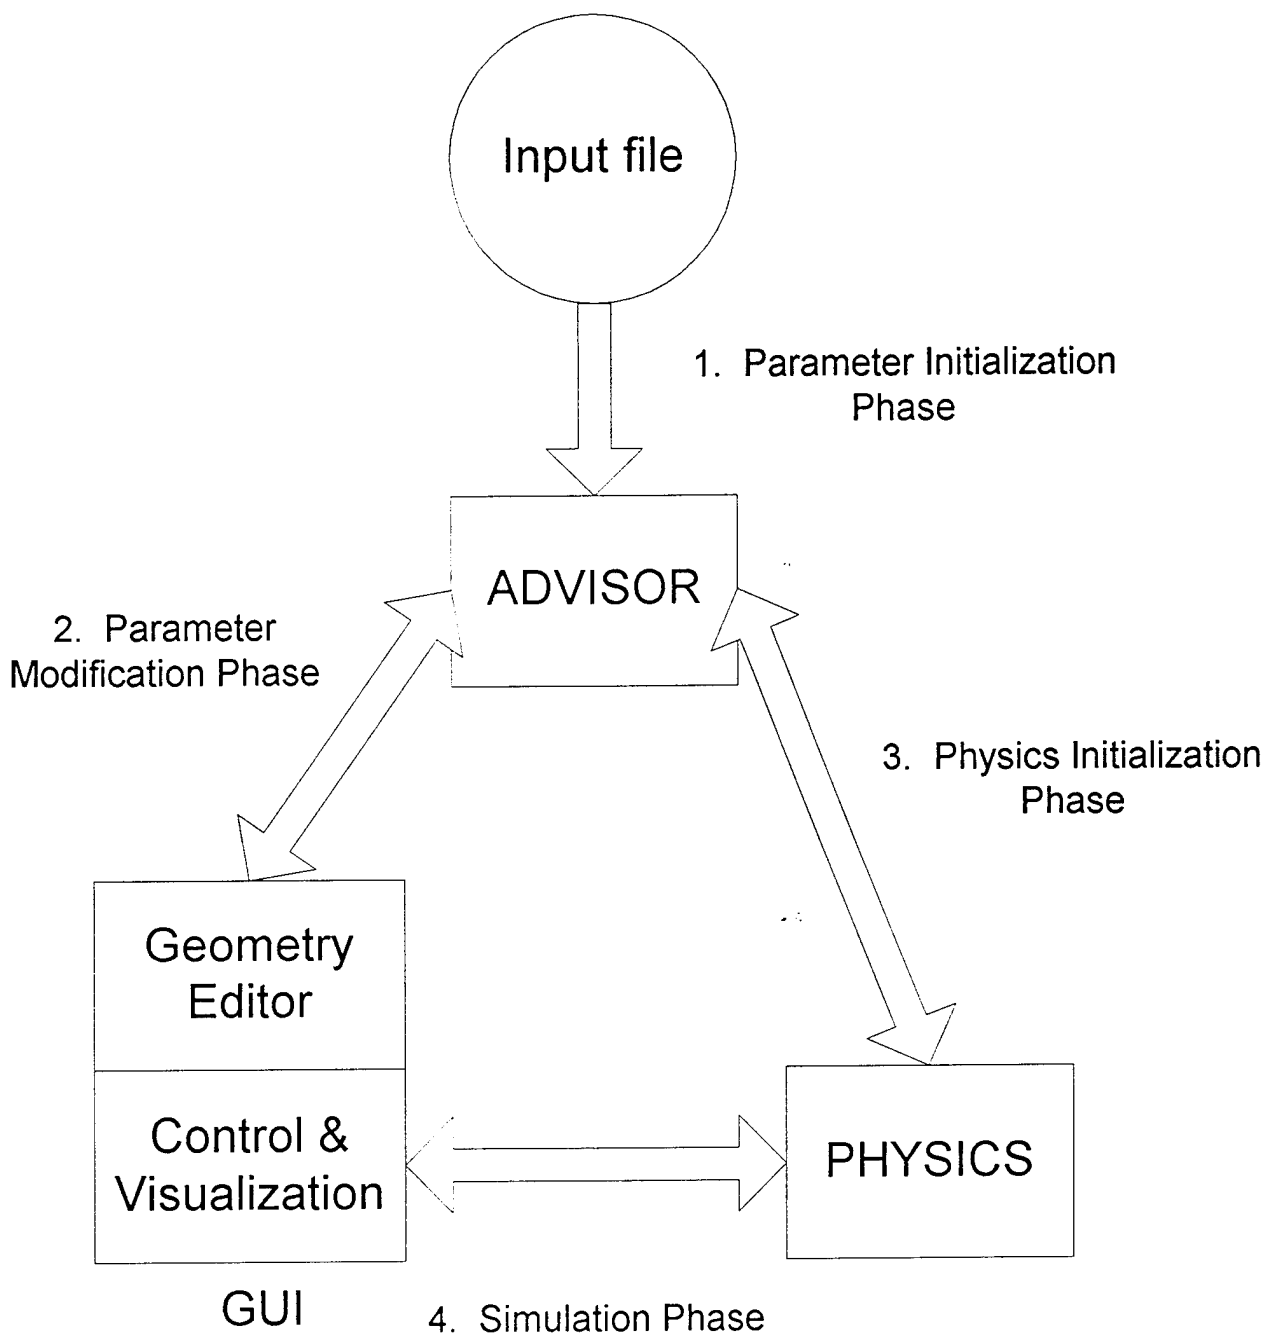 Input file
1. Parameter Initialization
Phase
ADVISOR
2. Parameter
Modification Phase
3. Physics Initialization
Phase
Geometry
Editor
Control &
Visualization
PHYSICS
GUI
4. Simulation Phase